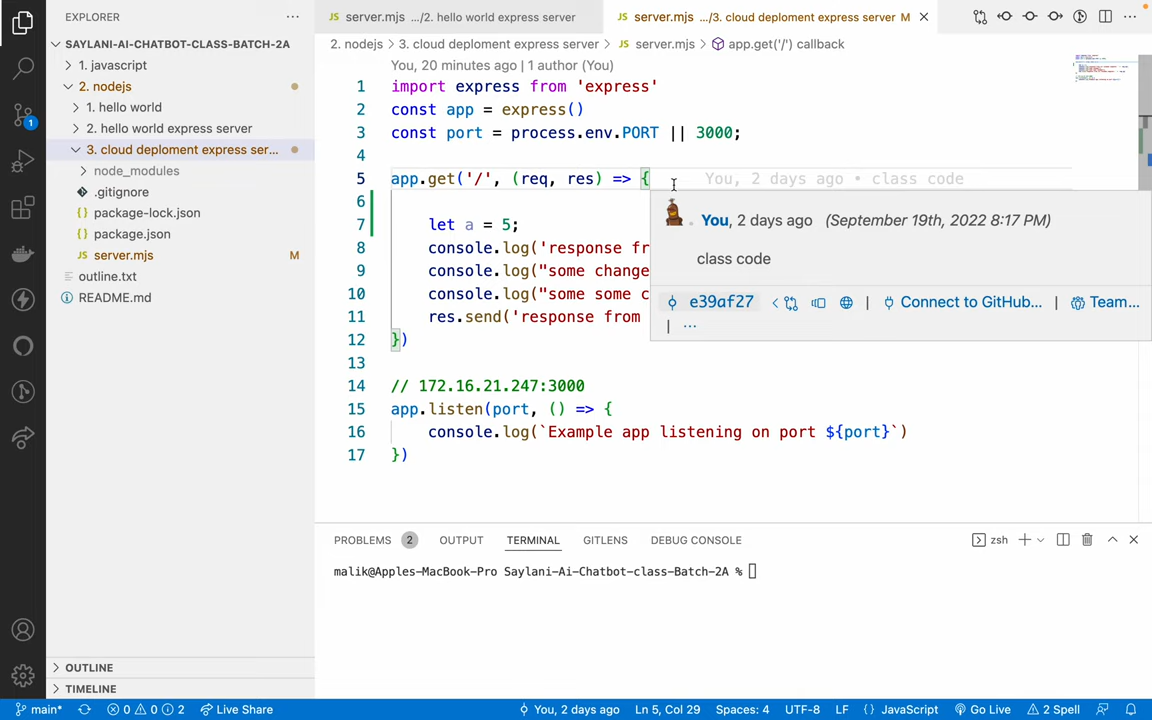 EXPLORER
SAYLANI-AI-CHATBOT-CLASS-BATCH-2A
1. javascript
2. nodejs
1. hello world
2. hello world express server
3. cloud deploment express ser...
node_modules
.gitignore
package-lock.json
package.json
JS server.mjs M
outline.txt
README.md
OUTLINE
TIMELINE
JS server.mjs .../2. hello world express server
JS server.mjs .../3. cloud deploment express server M
2. nodejs > 3. cloud deploment express server > JS server.mjs > app.get('/') callback
You, 20 minutes ago | 1 author (You)
1 import express from 'express'
2 const app = express()
3 const port = process.env.PORT || 3000;
4
5 app.get('/', (req, res) => { You, 2 days ago • class code
6
7 let a = 5;
8 console.log('response fr
9 console.log("some change
10 console.log("some some c
11 res.send('response from
12 })
13
14 // 172.16.21.247:3000
15 app.listen(port, () => {
16 console.log(`Example app listening on port ${port}`)
17 })
You, 2 days ago (September 19th, 2022 8:17 PM)
class code
e39af27 | Connect to GitHub... | Team...
| ...
PROBLEMS 2 OUTPUT TERMINAL GITLENS DEBUG CONSOLE zsh
malik@Apples-MacBook-Pro Saylani-Ai-Chatbot-class-Batch-2A %
1
main* 0 0 2 Live Share You, 2 days ago Ln 5, Col 29 Spaces: 4 UTF-8 LF {} JavaScript Go Live 2 Spell